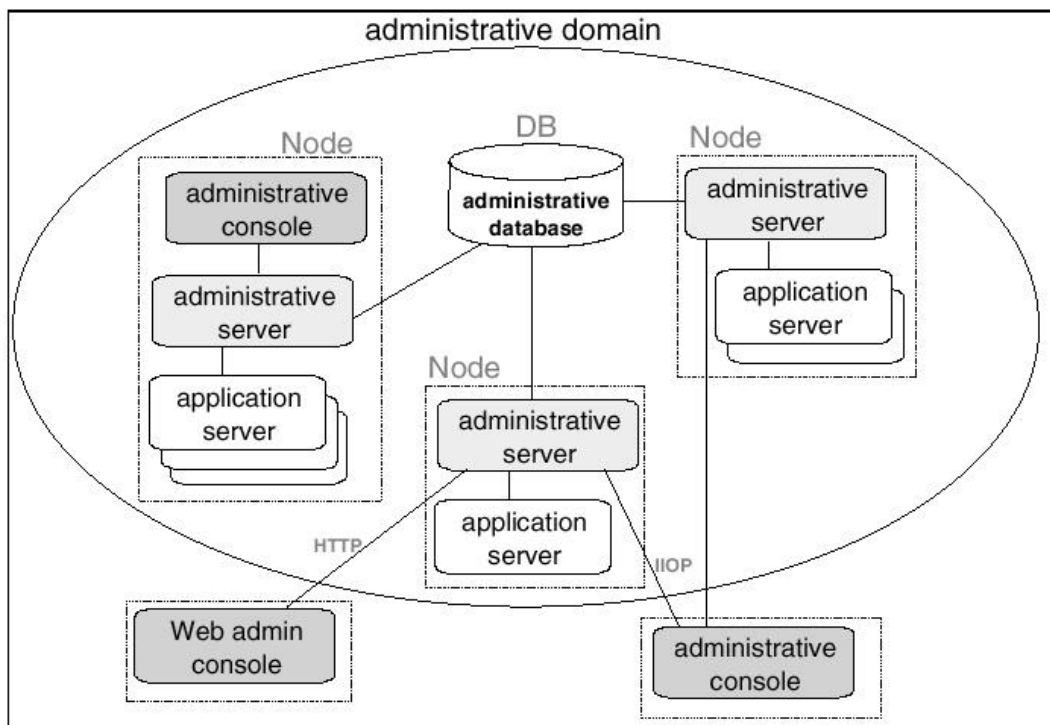 administrative domain
DB
Node
Node
administrative
console
administrative
database
administrative
server
administrative
server
application
server
application
server
Node
administrative
server
application
server
HTTP
IIOP
Web admin
console
administrative
console